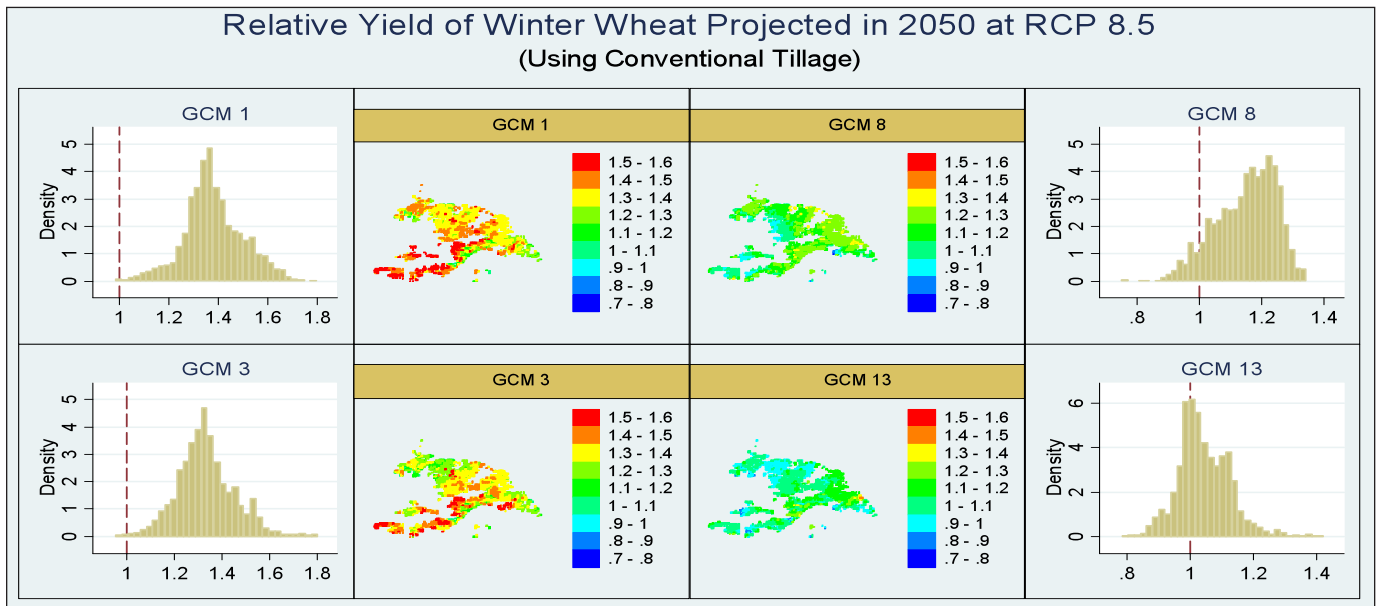 Relative Yield of Winter Wheat Projected in 2050 at RCP 8.5
(Using Conventional Tillage)
GCM 1
Density
5
4
3
2
1
0
1 1.2 1.4 1.6 1.8
GCM 1
1.5 - 1.6
1.4 - 1.5
1.3 - 1.4
1.2 - 1.3
1.1 - 1.2
1 - 1.1
.9 - 1
.8 - .9
.7 - .8
GCM 8
1.5 - 1.6
1.4 - 1.5
1.3 - 1.4
1.2 - 1.3
1.1 - 1.2
1 - 1.1
.9 - 1
.8 - .9
.7 - .8
GCM 8
Density
5
4
3
2
1
0
.8 1 1.2 1.4
GCM 3
Density
5
4
3
2
1
0
1 1.2 1.4 1.6 1.8
GCM 3
1.5 - 1.6
1.4 - 1.5
1.3 - 1.4
1.2 - 1.3
1.1 - 1.2
1 - 1.1
.9 - 1
.8 - .9
.7 - .8
GCM 13
1.5 - 1.6
1.4 - 1.5
1.3 - 1.4
1.2 - 1.3
1.1 - 1.2
1 - 1.1
.9 - 1
.8 - .9
.7 - .8
GCM 13
Density
6
4
2
0
.8 1 1.2 1.4